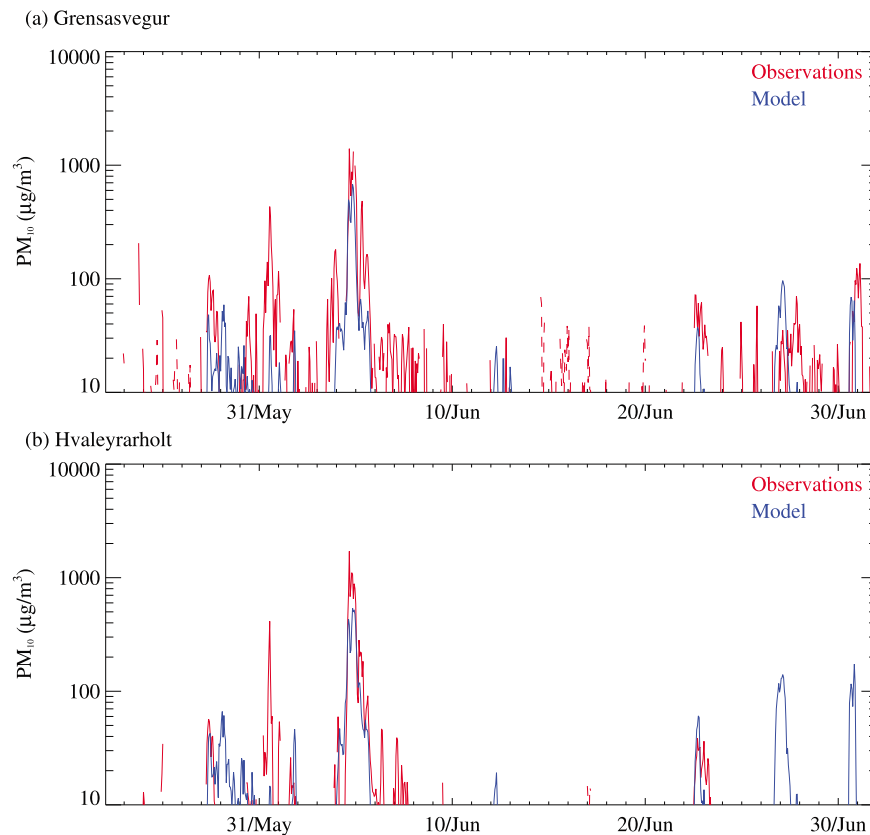 (a) Grensasvegur
10000
Observations
Model
1000
PM₁₀ (µg/m³)
100
10
31/May 10/Jun 20/Jun 30/Jun
(b) Hvaleyrarholt
10000
Observations
Model
1000
PM₁₀ (µg/m³)
100
10
31/May 10/Jun 20/Jun 30/Jun